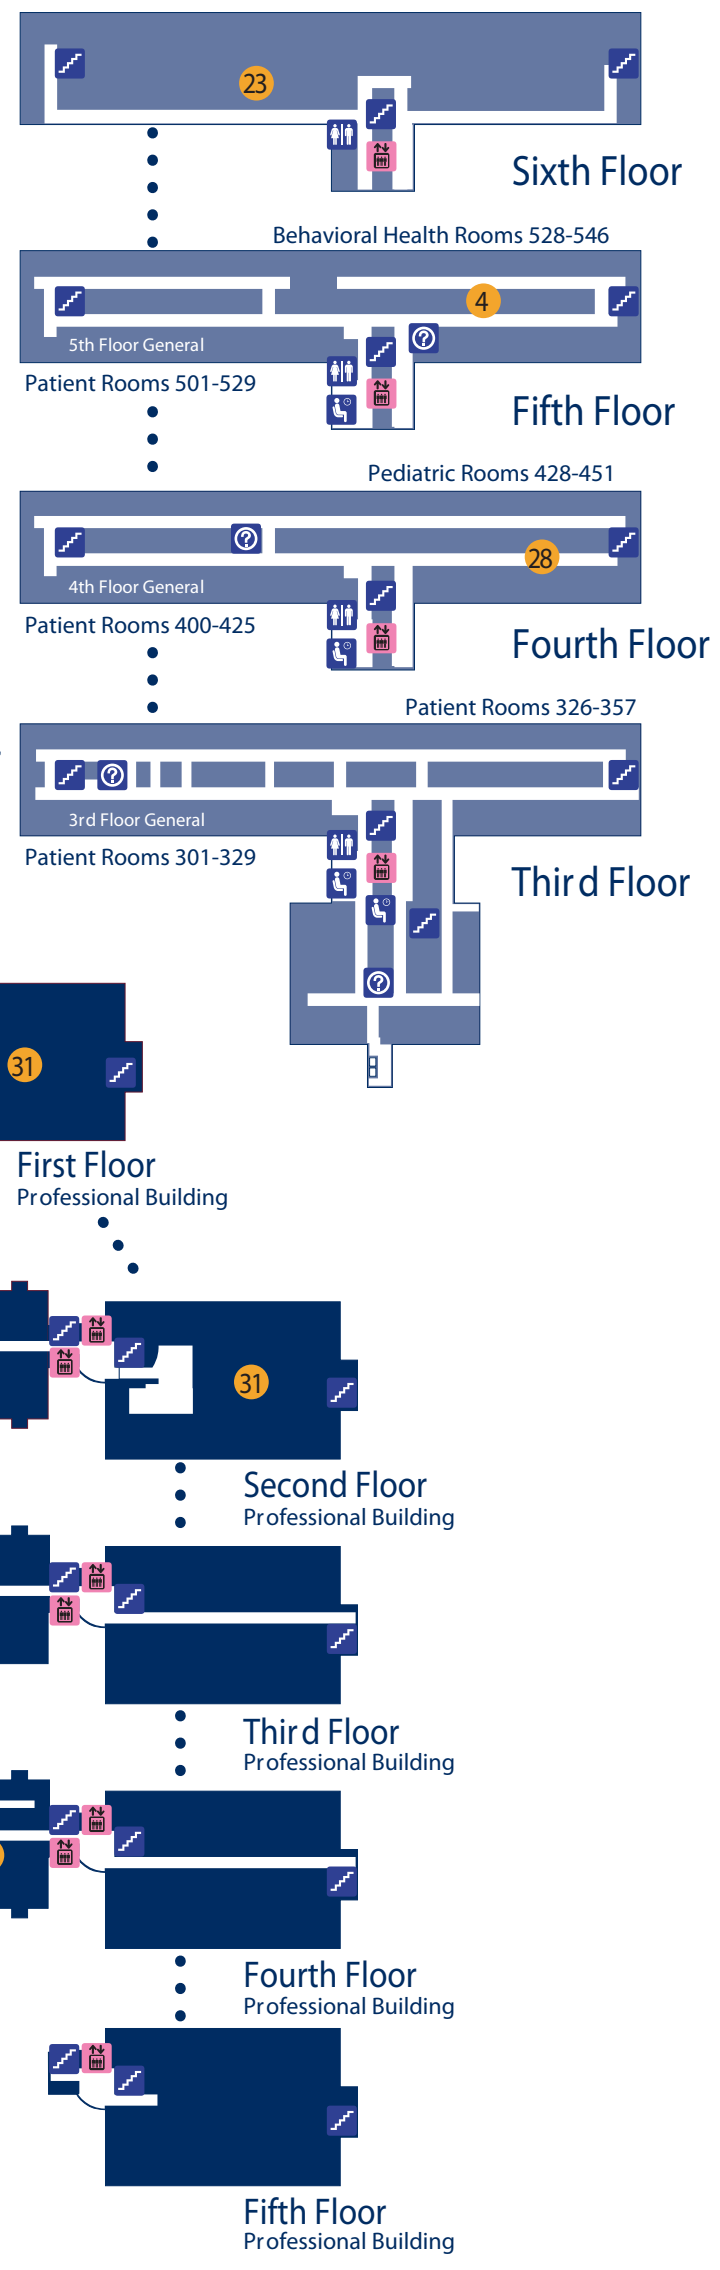 23
Sixth Floor
Behavioral Health Rooms 528-546
4
?
5th Floor General
Patient Rooms 501-529
Fifth Floor
Pediatric Rooms 428-451
?
28
4th Floor General
Patient Rooms 400-425
Fourth Floor
Patient Rooms 326-357
?
3rd Floor General
Patient Rooms 301-329
Third Floor
?
31
First Floor
Professional Building
31
Second Floor
Professional Building
Third Floor
Professional Building
Fourth Floor
Professional Building
Fifth Floor
Professional Building